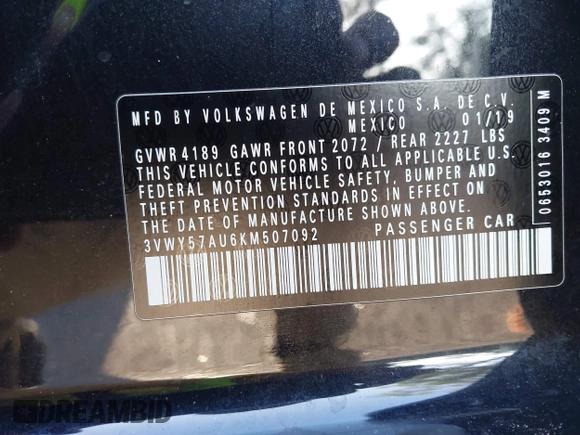 MFD BY VOLKSWAGEN DE MEXICO S.A. DE C.V.
MEXICO 01/19
GVWR 4189 GAWR FRONT 2072 / REAR 2227 LBS
THIS VEHICLE CONFORMS TO ALL APPLICABLE U.S.
FEDERAL MOTOR VEHICLE SAFETY, BUMPER AND
THEFT PREVENTION STANDARDS IN EFFECT ON
THE DATE OF MANUFACTURE SHOWN ABOVE.
3VWY57AU6KM507092 PASSENGER CAR
0653016 3409 M
DREAMBID